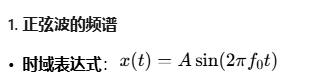 1. 正弦波的频谱
• 时域表达式： x(t) = A sin(2πf₀t)